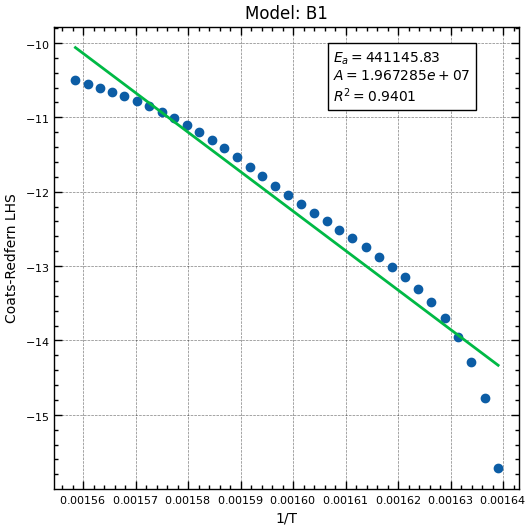 Model: B1
E_a = 441145.83
A = 1.967285e + 07
R² = 0.9401
Coats-Redfern LHS
−10
−11
−12
−13
−14
−15
0.00156 0.00157 0.00158 0.00159 0.00160 0.00161 0.00162 0.00163 0.00164
1/T